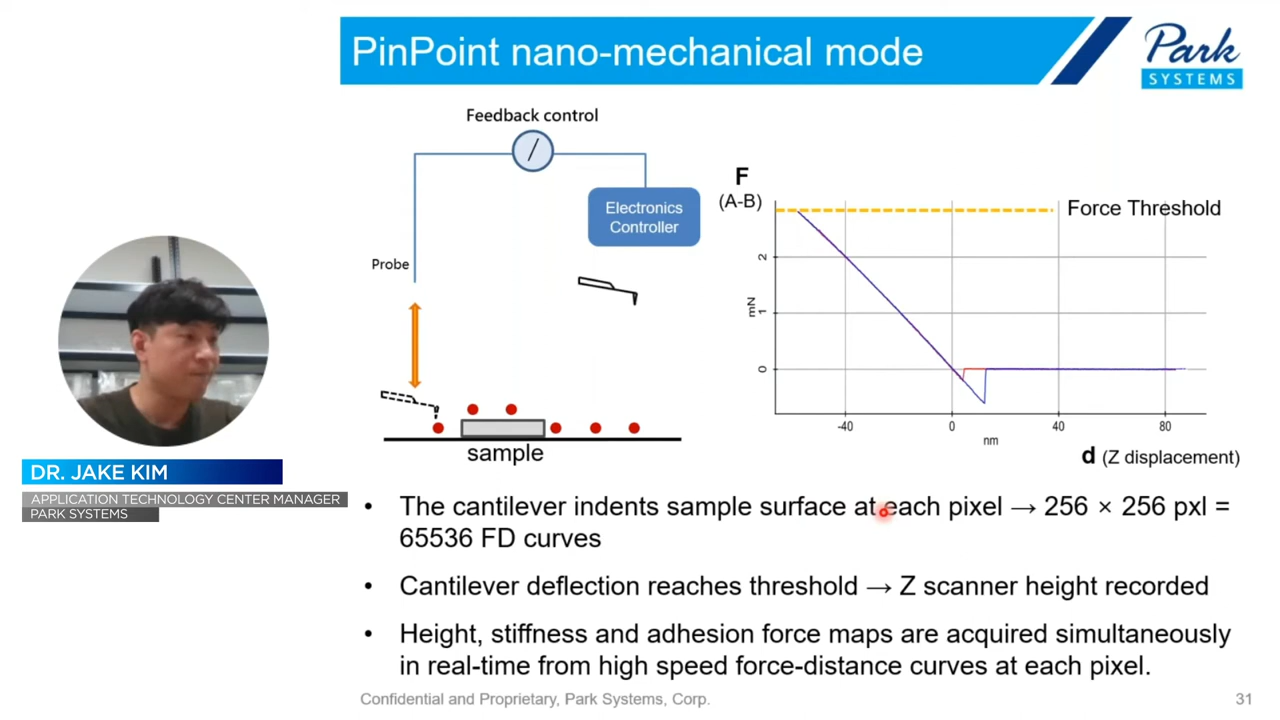 PinPoint nano-mechanical mode
Park
SYSTEMS
Feedback control
Electronics
Controller
Probe
sample
F
(A-B)
Force Threshold
2
1
0
mN
-40
0
40
80
nm
d (Z displacement)
DR. JAKE KIM
APPLICATION TECHNOLOGY CENTER MANAGER
PARK SYSTEMS
• The cantilever indents sample surface at each pixel → 256 × 256 pxl =
65536 FD curves
• Cantilever deflection reaches threshold → Z scanner height recorded
• Height, stiffness and adhesion force maps are acquired simultaneously
in real-time from high speed force-distance curves at each pixel.
Confidential and Proprietary, Park Systems, Corp.
31